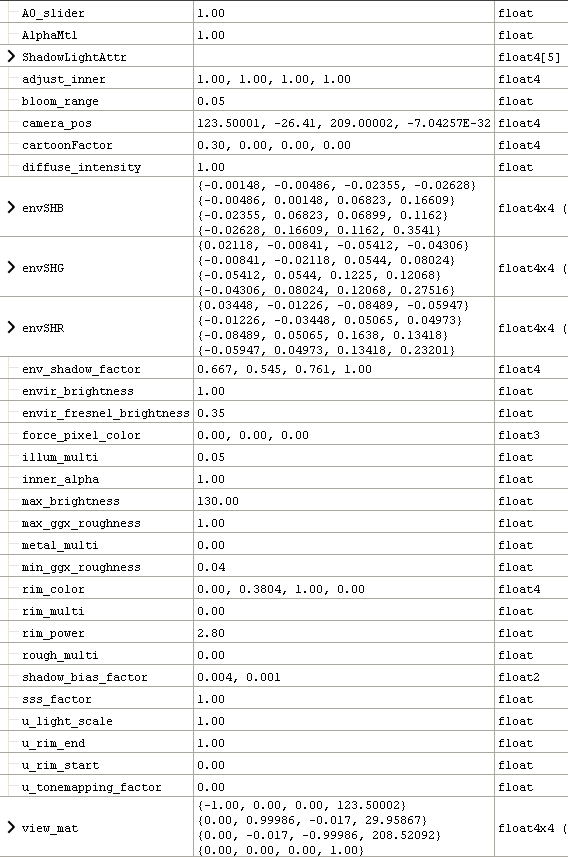 AO_slider 1.00 float
AlphaMtl 1.00 float
ShadowLightAttr float4[5]
adjust_inner 1.00, 1.00, 1.00, 1.00 float4
bloom_range 0.05 float
camera_pos 123.50001, -26.41, 209.00002, -7.04257E-32 float4
cartoonFactor 0.30, 0.00, 0.00, 0.00 float4
diffuse_intensity 1.00 float
{-0.00148, -0.00486, -0.02355, -0.02628}
{-0.00486, 0.00148, 0.06823, 0.16609}
envSHB float4x4 (
{-0.02355, 0.06823, 0.06899, 0.1162}
{-0.02628, 0.16609, 0.1162, 0.3541}
{0.02118, -0.00841, -0.05412, -0.04306}
{-0.00841, -0.02118, 0.0544, 0.08024}
envSHG float4x4 (
{-0.05412, 0.0544, 0.1225, 0.12068}
{-0.04306, 0.08024, 0.12068, 0.27516}
{0.03448, -0.01226, -0.08489, -0.05947}
{-0.01226, -0.03448, 0.05065, 0.04973}
envSHR float4x4 (
{-0.08489, 0.05065, 0.1638, 0.13418}
{-0.05947, 0.04973, 0.13418, 0.23201}
env_shadow_factor 0.667, 0.545, 0.761, 1.00 float4
envir_brightness 1.00 float
envir_fresnel_brightness 0.35 float
force_pixel_color 0.00, 0.00, 0.00 float3
illum_multi 0.05 float
inner_alpha 1.00 float
max_brightness 130.00 float
max_ggx_roughness 1.00 float
metal_multi 0.00 float
min_ggx_roughness 0.04 float
rim_color 0.00, 0.3804, 1.00, 0.00 float4
rim_multi 0.00 float
rim_power 2.80 float
rough_multi 0.00 float
shadow_bias_factor 0.004, 0.001 float2
sss_factor 1.00 float
u_light_scale 1.00 float
u_rim_end 1.00 float
u_rim_start 0.00 float
u_tonemapping_factor 0.00 float
{-1.00, 0.00, 0.00, 123.50002}
{0.00, 0.99986, -0.017, 29.95867}
view_mat float4x4 (
{0.00, -0.017, -0.99986, 208.52092}
{0.00, 0.00, 0.00, 1.00}